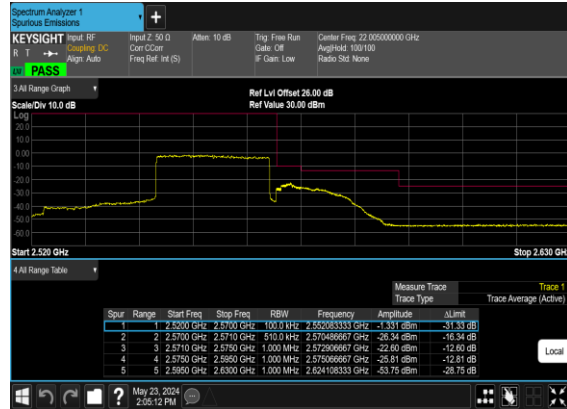 Spectrum Analyzer 1
Spurious Emissions
+
KEYSIGHT Input: RF Input Z: 50 Ω Atten: 10 dB Trig: Free Run Center Freq: 22.005000000 GHz
R T Coupling: DC Corr CCorr Gate: Off Avg|Hold: 100/100
Align: Auto Freq Ref: Int (S) IF Gain: Low Radio Std: None
PASS
3 All Range Graph
Ref Lvl Offset 26.00 dB
Scale/Div 10.0 dB Ref Value 30.00 dBm
Log
20.0
10.0
0.00
-10.0
-20.0
-30.0
-40.0
-50.0
-60.0
Start 2.520 GHz Stop 2.630 GH
4 All Range Table
Measure Trace Trace 1
Trace Type Trace Average (Active)
Spur Range Start Freq Stop Freq RBW Frequency Amplitude ΔLimit
1 1 2.5200 GHz 2.5700 GHz 100.0 kHz 2.552083333 GHz -1.331 dBm -31.33 dB
2 2 2.5700 GHz 2.5710 GHz 510.0 kHz 2.570486667 GHz -26.34 dBm -16.34 dB
3 3 2.5710 GHz 2.5750 GHz 1.000 MHz 2.572906667 GHz -22.60 dBm -12.60 dB
4 4 2.5750 GHz 2.5950 GHz 1.000 MHz 2.575066667 GHz -25.81 dBm -12.81 dB
5 5 2.5950 GHz 2.6300 GHz 1.000 MHz 2.624108333 GHz -53.75 dBm -28.75 dB
Local
? May 23, 2024
2:05:12 PM